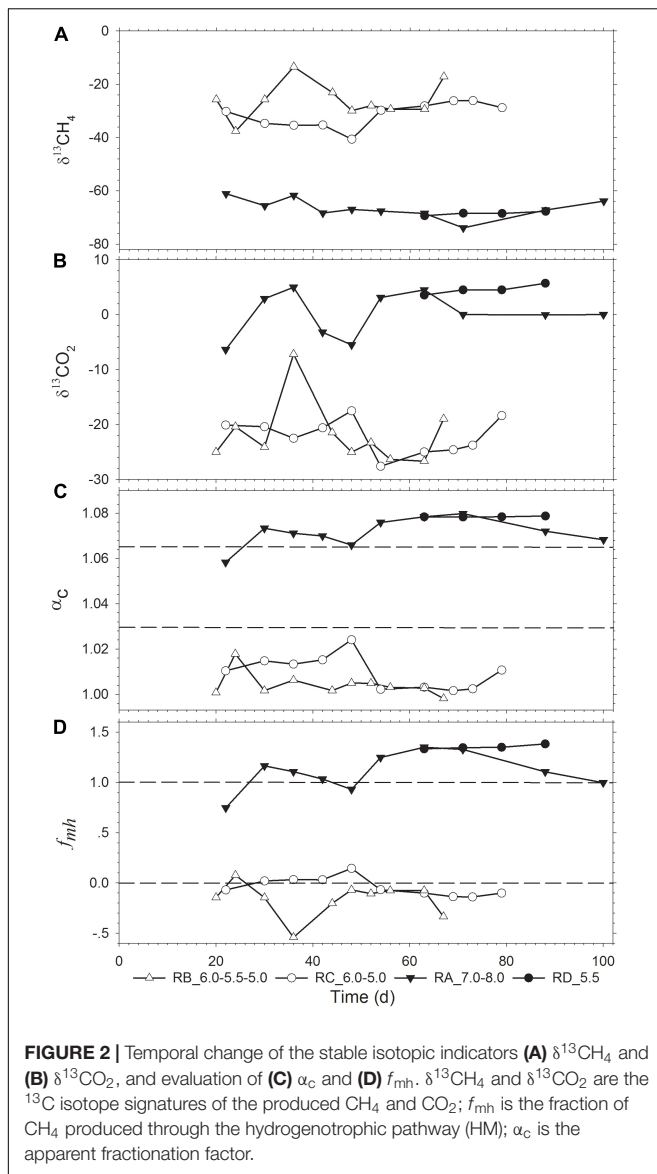 A
0
-20
-40
-60
-80
δ¹³CH₄
B
10
0
-10
-20
-30
δ¹³CO₂
C
1.08
1.06
1.04
1.02
1.00
αC
D
1.5
1.0
.5
0.0
-.5
fmh
0 20 40 60 80 100
RB_6.0-5.5-5.0 RC_6.0-5.0 RA_7.0-8.0 RD_5.5
Time (d)
FIGURE 2 | Temporal change of the stable isotopic indicators (A) δ¹³CH₄ and
(B) δ¹³CO₂, and evaluation of (C) αc and (D) fmh. δ¹³CH₄ and δ¹³CO₂ are the
¹³C isotope signatures of the produced CH₄ and CO₂; fmh is the fraction of
CH₄ produced through the hydrogenotrophic pathway (HM); αc is the
apparent fractionation factor.